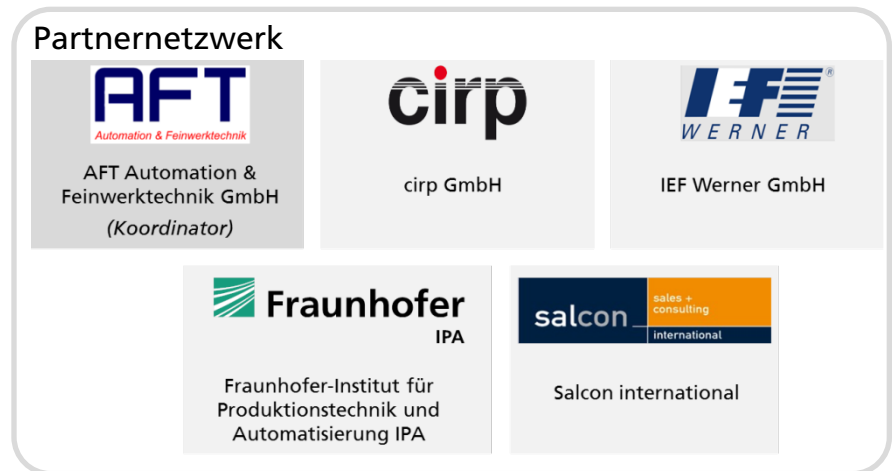 Partnernetzwerk
AFT
Automation & Feinwerktechnik
AFT Automation &
Feinwerktechnik GmbH
(Koordinator)
cirp
cirp GmbH
IEF®
WERNER
IEF Werner GmbH
Fraunhofer
IPA
Fraunhofer-Institut für
Produktionstechnik und
Automatisierung IPA
salcon_
sales +
consulting
international
Salcon international